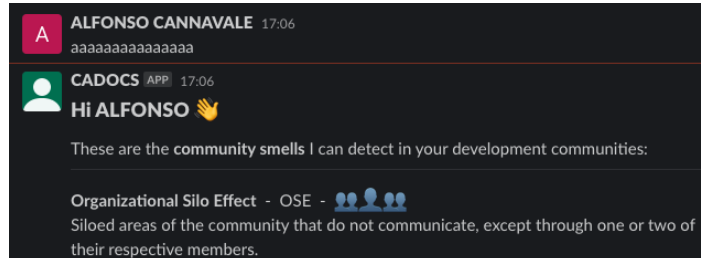 A ALFONSO CANNAVALE 17:06
aaaaaaaaaaaaaaa
CADOCS APP 17:06
Hi ALFONSO 👋
These are the community smells I can detect in your development communities:
Organizational Silo Effect - OSE - 👥👤👥
Siloed areas of the community that do not communicate, except through one or two of
their respective members.